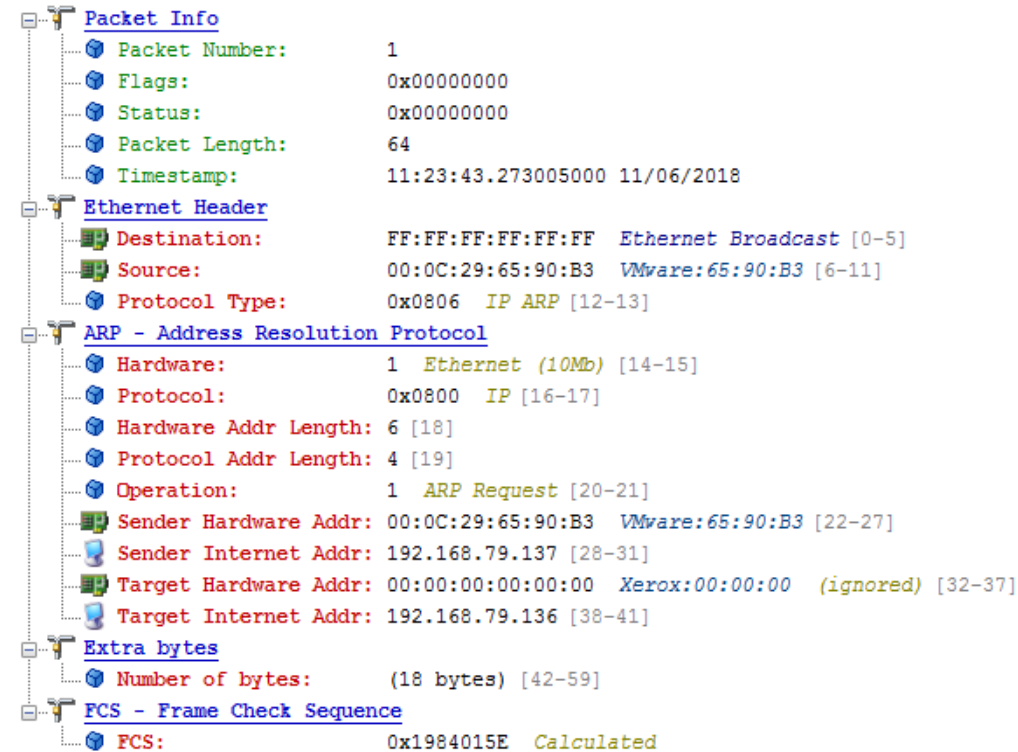 Packet Info
Packet Number: 1
Flags: 0x00000000
Status: 0x00000000
Packet Length: 64
Timestamp: 11:23:43.273005000 11/06/2018
Ethernet Header
Destination: FF:FF:FF:FF:FF:FF Ethernet Broadcast [0-5]
Source: 00:0C:29:65:90:B3 VMware:65:90:B3 [6-11]
Protocol Type: 0x0806 IP ARP [12-13]
ARP - Address Resolution Protocol
Hardware: 1 Ethernet (10Mb) [14-15]
Protocol: 0x0800 IP [16-17]
Hardware Addr Length: 6 [18]
Protocol Addr Length: 4 [19]
Operation: 1 ARP Request [20-21]
Sender Hardware Addr: 00:0C:29:65:90:B3 VMware:65:90:B3 [22-27]
Sender Internet Addr: 192.168.79.137 [28-31]
Target Hardware Addr: 00:00:00:00:00:00 Xerox:00:00:00 (ignored) [32-37]
Target Internet Addr: 192.168.79.136 [38-41]
Extra bytes
Number of bytes: (18 bytes) [42-59]
FCS - Frame Check Sequence
FCS: 0x1984015E Calculated